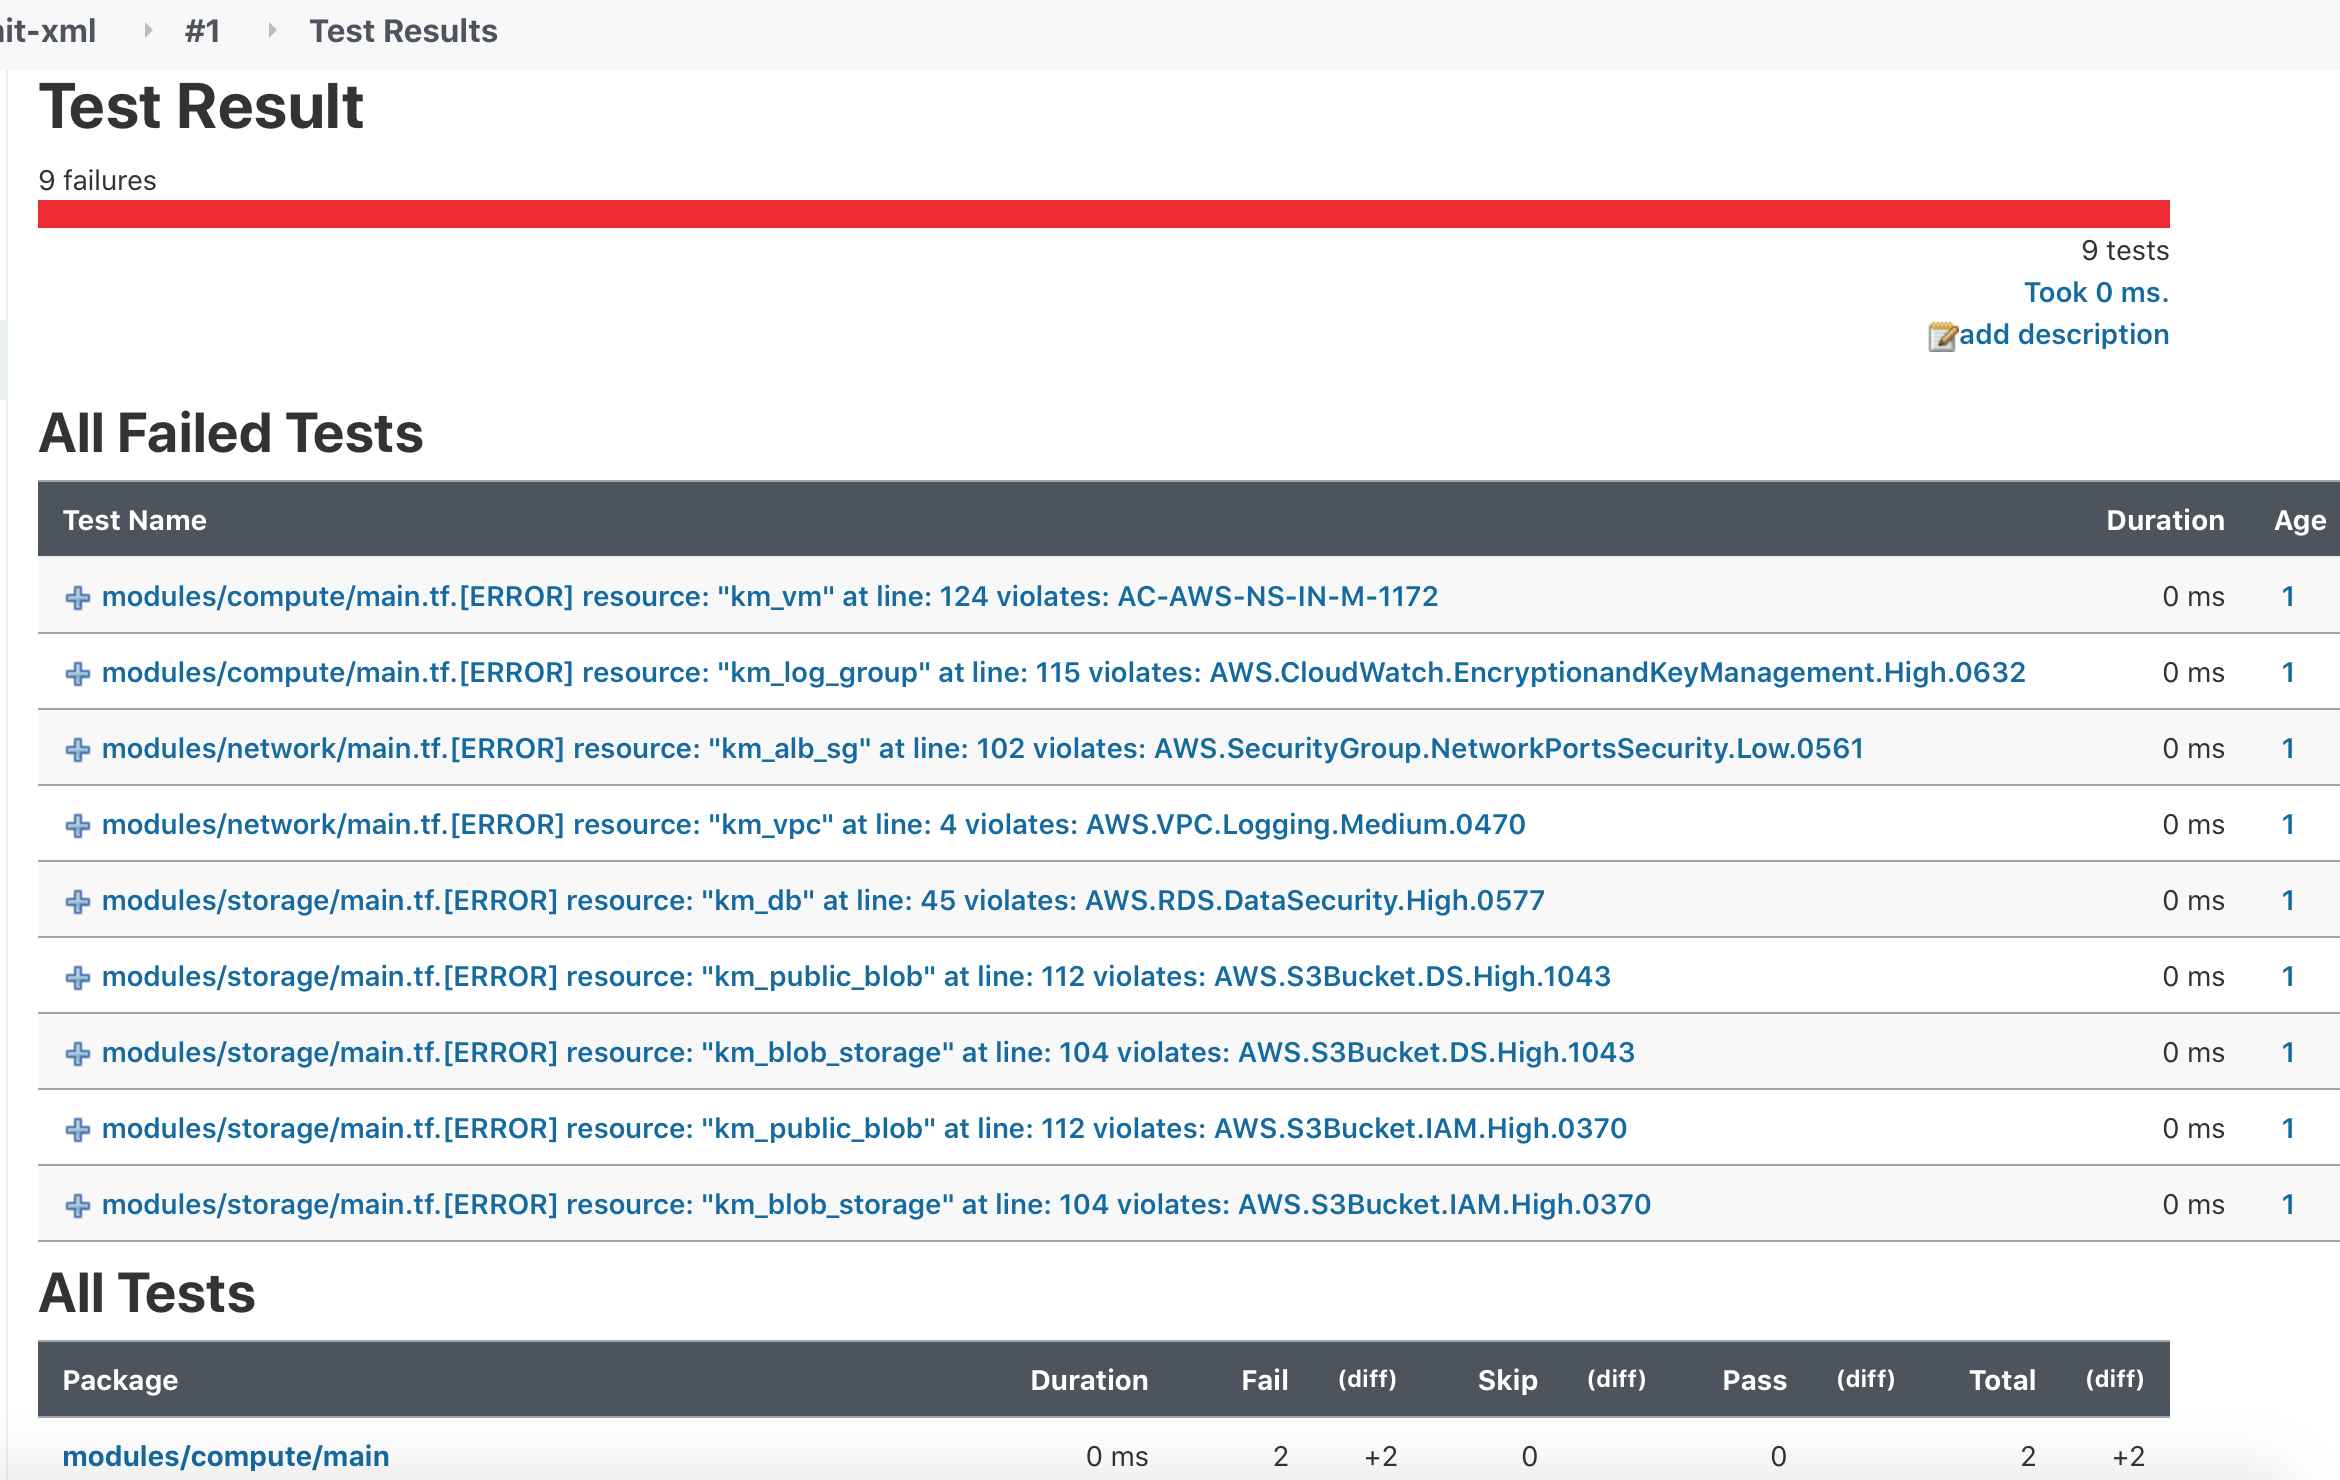 it-xml #1 Test Results
Test Result
9 failures
9 tests
Took 0 ms.
add description
All Failed Tests
Test Name Duration Age
modules/compute/main.tf.[ERROR] resource: "km_vm" at line: 124 violates: AC-AWS-NS-IN-M-1172 0 ms 1
modules/compute/main.tf.[ERROR] resource: "km_log_group" at line: 115 violates: AWS.CloudWatch.EncryptionandKeyManagement.High.0632 0 ms 1
modules/network/main.tf.[ERROR] resource: "km_alb_sg" at line: 102 violates: AWS.SecurityGroup.NetworkPortsSecurity.Low.0561 0 ms 1
modules/network/main.tf.[ERROR] resource: "km_vpc" at line: 4 violates: AWS.VPC.Logging.Medium.0470 0 ms 1
modules/storage/main.tf.[ERROR] resource: "km_db" at line: 45 violates: AWS.RDS.DataSecurity.High.0577 0 ms 1
modules/storage/main.tf.[ERROR] resource: "km_public_blob" at line: 112 violates: AWS.S3Bucket.DS.High.1043 0 ms 1
modules/storage/main.tf.[ERROR] resource: "km_blob_storage" at line: 104 violates: AWS.S3Bucket.DS.High.1043 0 ms 1
modules/storage/main.tf.[ERROR] resource: "km_public_blob" at line: 112 violates: AWS.S3Bucket.IAM.High.0370 0 ms 1
modules/storage/main.tf.[ERROR] resource: "km_blob_storage" at line: 104 violates: AWS.S3Bucket.IAM.High.0370 0 ms 1
All Tests
Package Duration Fail (diff) Skip (diff) Pass (diff) Total (diff)
modules/compute/main 0 ms 2 +2 0 0 2 +2